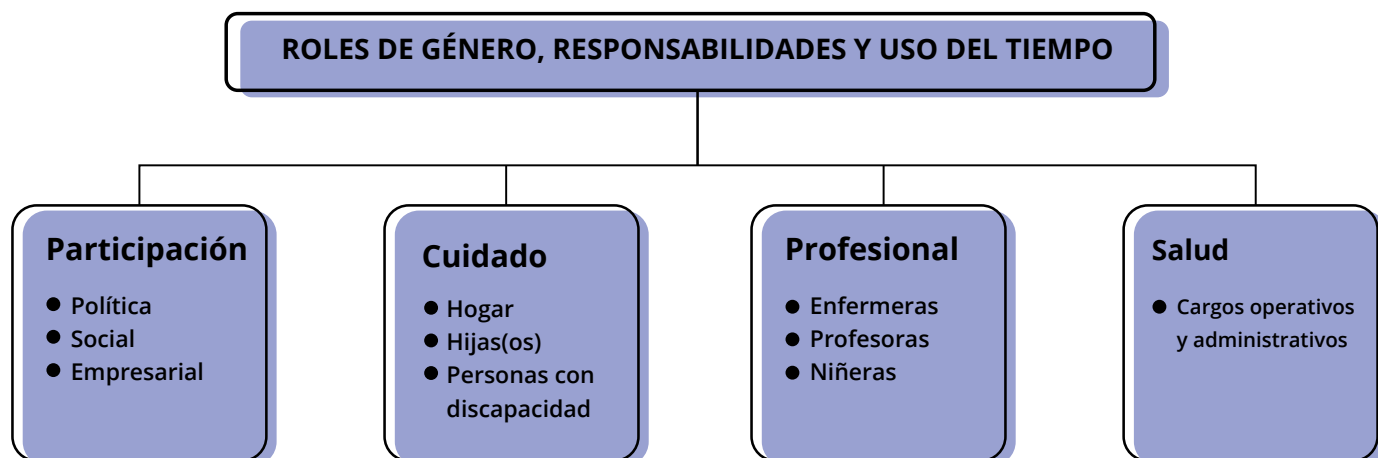 ROLES DE GÉNERO, RESPONSABILIDADES Y USO DEL TIEMPO
Participación
● Política
● Social
● Empresarial
Cuidado
● Hogar
● Hijas(os)
● Personas con
discapacidad
Profesional
● Enfermeras
● Profesoras
● Niñeras
Salud
● Cargos operativos
y administrativos